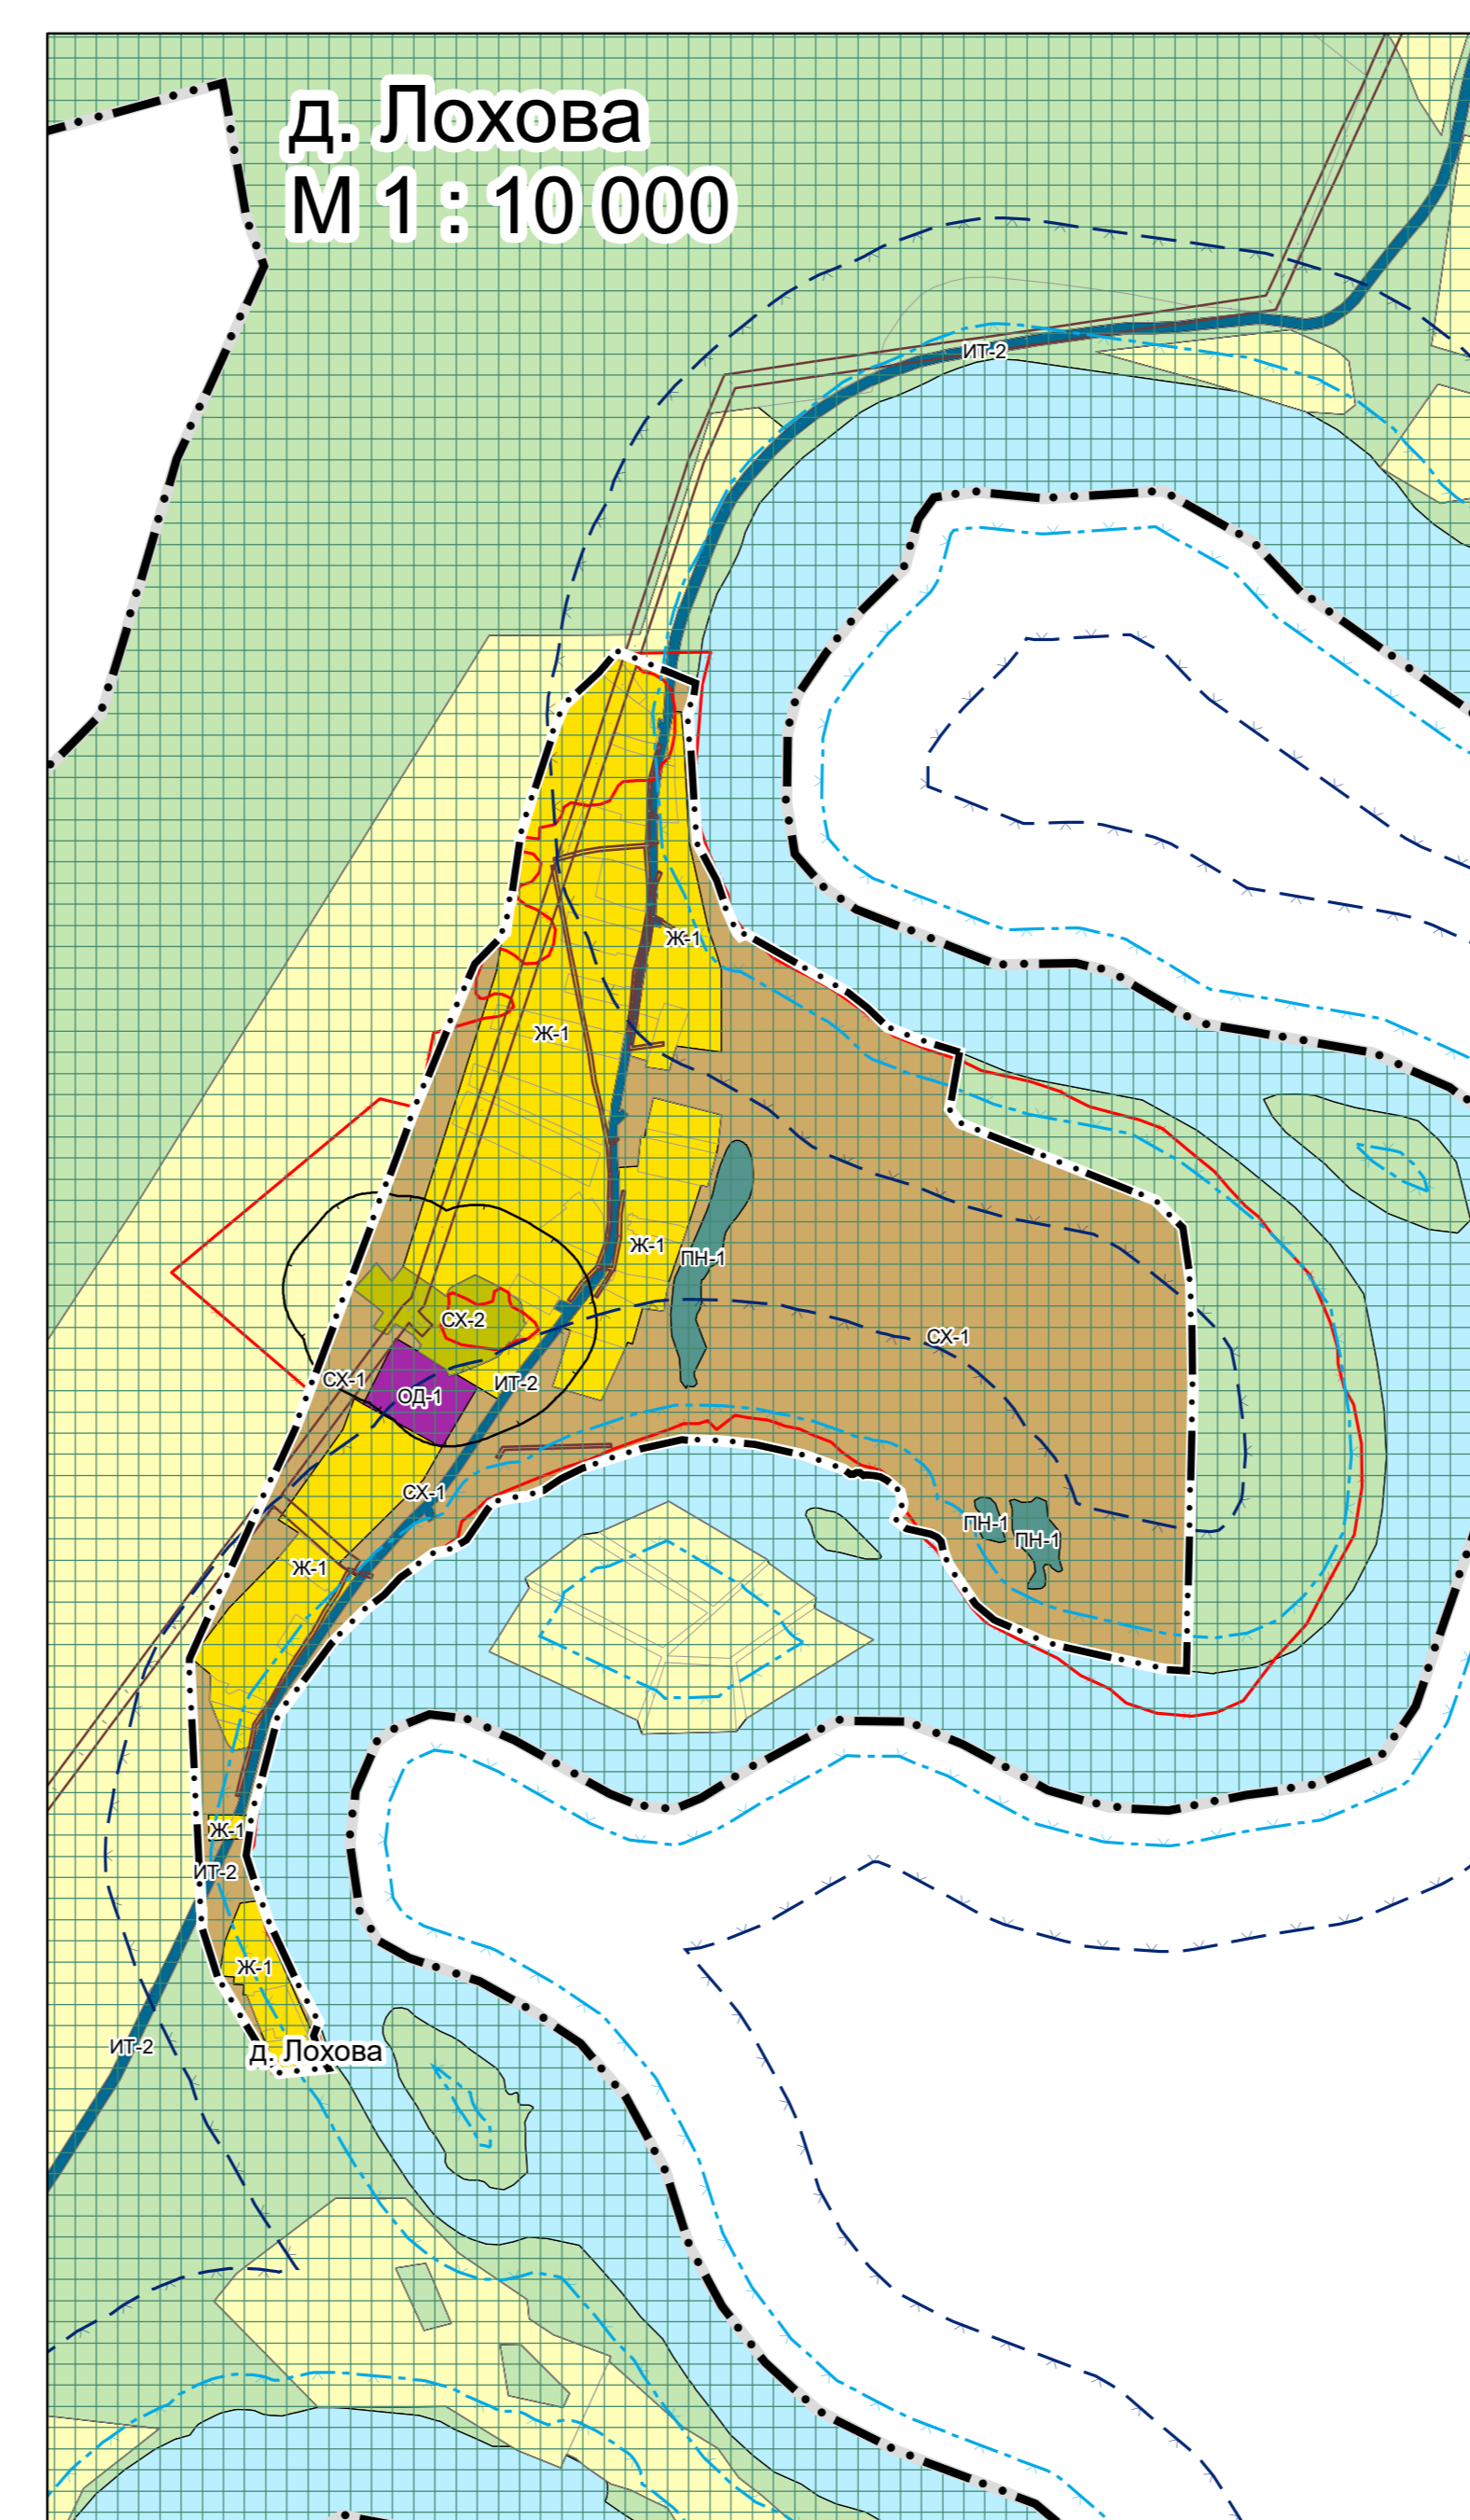 д. Лохова
М 1 : 10 000
ИТ-2
Ж-1
Ж-1
Ж-1
ПН-1
СХ-2
СХ-1
СХ-1
ОД-1
ИТ-2
СХ-1
ПН-1
ПН-1
Ж-1
Ж-1
ИТ-2
Ж-1
ИТ-2
д. Лохова